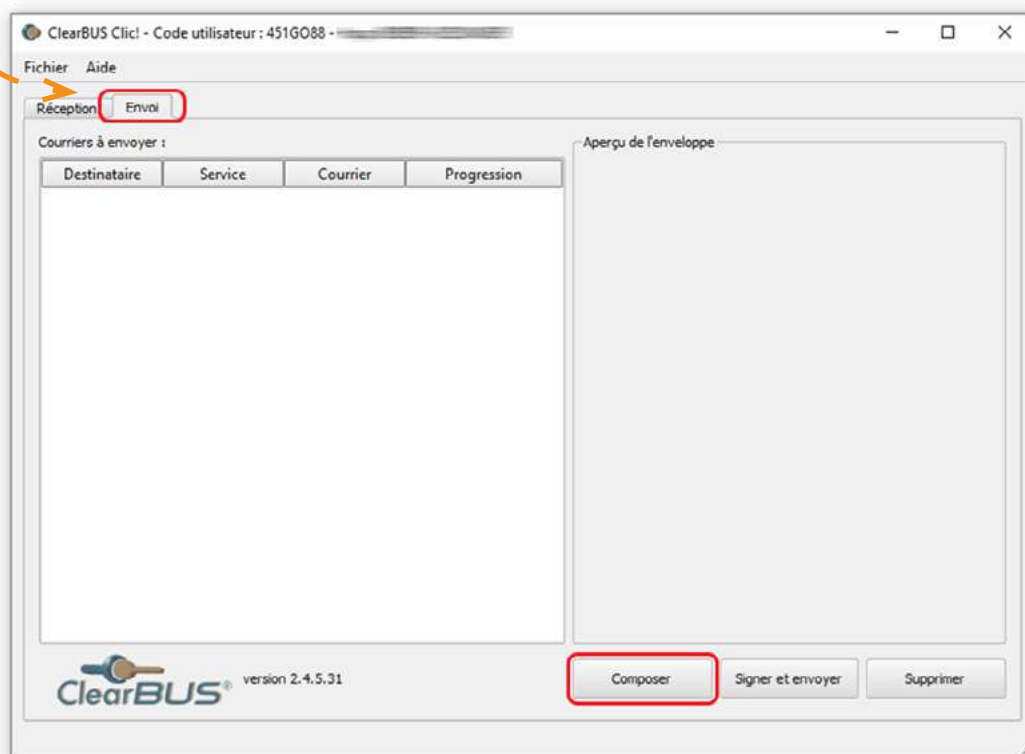 ClearBUS Clic! - Code utilisateur : 451GO88 -
Fichier Aide
Réception Envoi
Courriers à envoyer :
Aperçu de l'enveloppe
Destinataire Service Courrier Progression
ClearBUS® version 2.4.5.31
Composer Signer et envoyer Supprimer